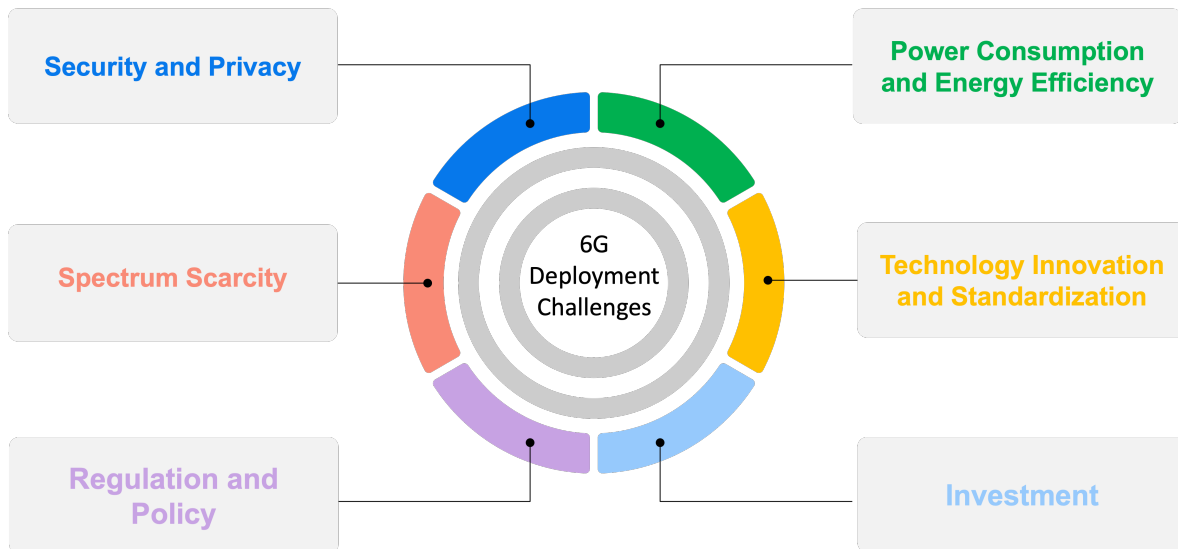 Security and Privacy
Power Consumption
and Energy Efficiency
6G
Deployment
Challenges
Spectrum Scarcity
Technology Innovation
and Standardization
Regulation and
Policy
Investment